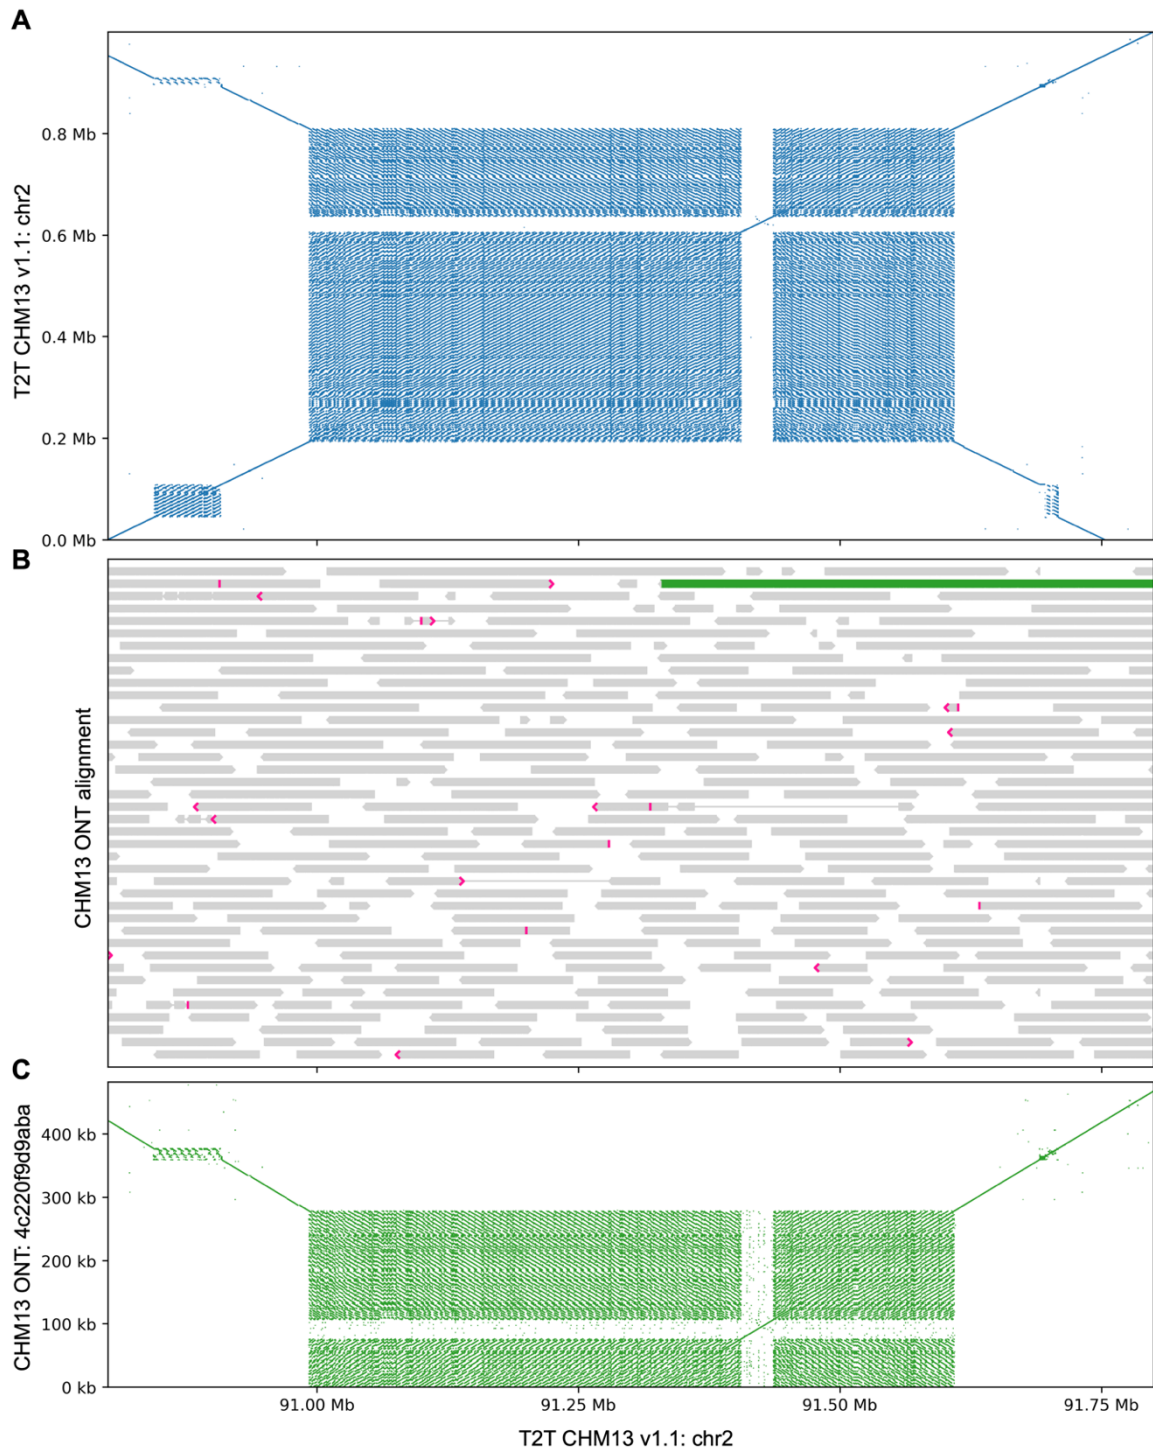 A
T2T CHM13 v1.1: chr2
0.8 Mb
0.6 Mb
0.4 Mb
0.2 Mb
0.0 Mb
B
CHM13 ONT alignment
C
CHM13 ONT: 4c220f9d9aba
400 kb
300 kb
200 kb
100 kb
0 kb
91.00 Mb 91.25 Mb 91.50 Mb 91.75 Mb
T2T CHM13 v1.1: chr2